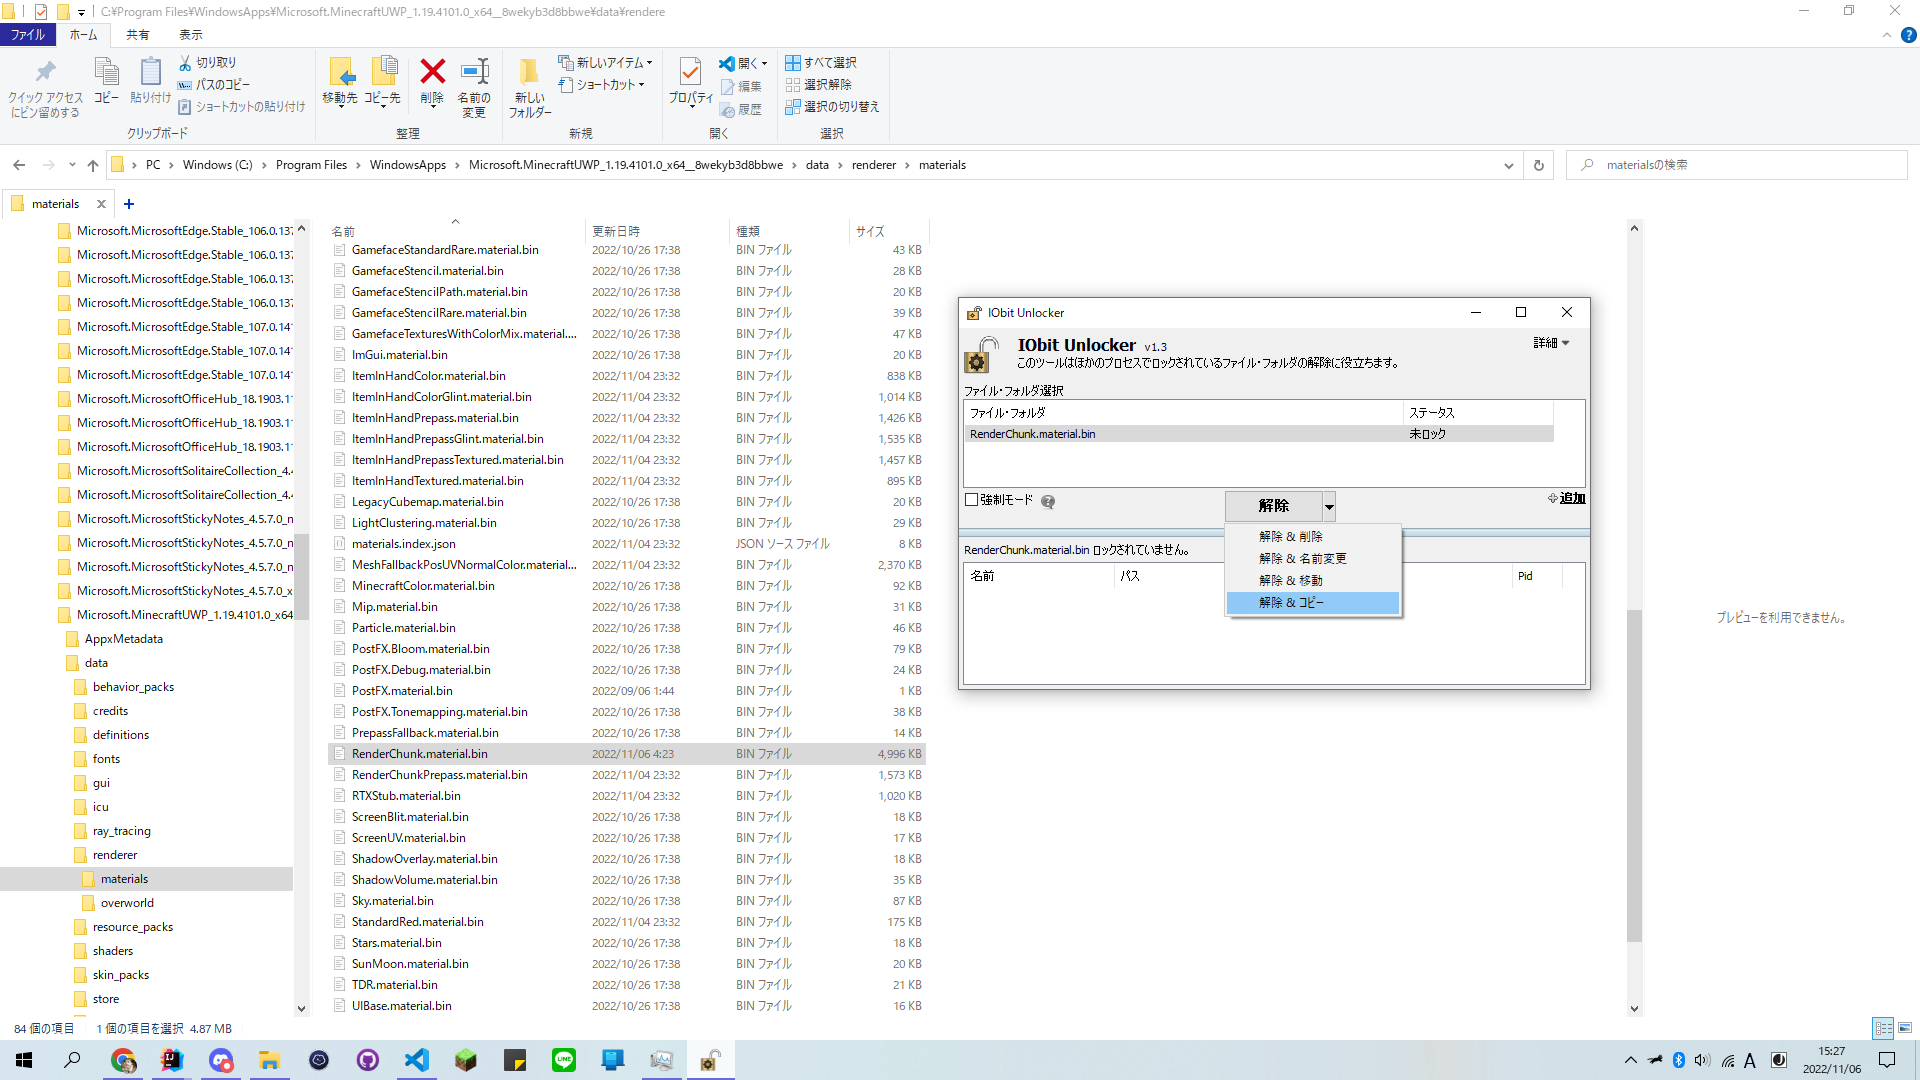 C:¥Program Files¥WindowsApps¥Microsoft.MinecraftUWP_1.19.4101.0_x64__8wekyb3d8bbwe¥data¥rendere
ファイル ホーム 共有 表示
クイック アクセス
にピン留めする
コピー
貼り付け
切り取り
パスのコピー
ショートカットの貼り付け
クリップボード
移動先
コピー先
削除
名前の
変更
整理
新しい
フォルダー
新しいアイテム
ショートカット
新規
プロパティ
開く
編集
履歴
開く
すべて選択
選択解除
選択の切り替え
選択
PC Windows (C:) Program Files WindowsApps Microsoft.MinecraftUWP_1.19.4101.0_x64__8wekyb3d8bbwe data renderer materials
materialsの検索
materials
Microsoft.MicrosoftEdge.Stable_106.0.137
Microsoft.MicrosoftEdge.Stable_106.0.137
Microsoft.MicrosoftEdge.Stable_106.0.137
Microsoft.MicrosoftEdge.Stable_106.0.137
Microsoft.MicrosoftEdge.Stable_107.0.141
Microsoft.MicrosoftEdge.Stable_107.0.141
Microsoft.MicrosoftEdge.Stable_107.0.141
Microsoft.MicrosoftOfficeHub_18.1903.11
Microsoft.MicrosoftOfficeHub_18.1903.11
Microsoft.MicrosoftOfficeHub_18.1903.11
Microsoft.MicrosoftSolitaireCollection_4.4
Microsoft.MicrosoftSolitaireCollection_4.4
Microsoft.MicrosoftStickyNotes_4.5.7.0_n
Microsoft.MicrosoftStickyNotes_4.5.7.0_n
Microsoft.MicrosoftStickyNotes_4.5.7.0_n
Microsoft.MicrosoftStickyNotes_4.5.7.0_x
Microsoft.MinecraftUWP_1.19.4101.0_x64
AppxMetadata
data
behavior_packs
credits
definitions
fonts
gui
icu
ray_tracing
renderer
materials
overworld
resource_packs
shaders
skin_packs
store
名前 更新日時 種類 サイズ
GamefaceStandardRare.material.bin 2022/10/26 17:38 BIN ファイル 43 KB
GamefaceStencil.material.bin 2022/10/26 17:38 BIN ファイル 28 KB
GamefaceStencilPath.material.bin 2022/10/26 17:38 BIN ファイル 20 KB
GamefaceStencilRare.material.bin 2022/10/26 17:38 BIN ファイル 39 KB
GamefaceTexturesWithColorMix.material.... 2022/10/26 17:38 BIN ファイル 47 KB
ImGui.material.bin 2022/10/26 17:38 BIN ファイル 20 KB
ItemInHandColor.material.bin 2022/11/04 23:32 BIN ファイル 838 KB
ItemInHandColorGlint.material.bin 2022/11/04 23:32 BIN ファイル 1,014 KB
ItemInHandPrepass.material.bin 2022/11/04 23:32 BIN ファイル 1,426 KB
ItemInHandPrepassGlint.material.bin 2022/11/04 23:32 BIN ファイル 1,535 KB
ItemInHandPrepassTextured.material.bin 2022/11/04 23:32 BIN ファイル 1,457 KB
ItemInHandTextured.material.bin 2022/11/04 23:32 BIN ファイル 895 KB
LegacyCubemap.material.bin 2022/10/26 17:38 BIN ファイル 20 KB
LightClustering.material.bin 2022/10/26 17:38 BIN ファイル 29 KB
materials.index.json 2022/11/04 23:32 JSON ソース ファイル 8 KB
MeshFallbackPosUVNormalColor.material... 2022/11/04 23:32 BIN ファイル 2,370 KB
MinecraftColor.material.bin 2022/10/26 17:38 BIN ファイル 92 KB
Mip.material.bin 2022/10/26 17:38 BIN ファイル 31 KB
Particle.material.bin 2022/10/26 17:38 BIN ファイル 46 KB
PostFX.Bloom.material.bin 2022/10/26 17:38 BIN ファイル 79 KB
PostFX.Debug.material.bin 2022/10/26 17:38 BIN ファイル 24 KB
PostFX.material.bin 2022/09/06 1:44 BIN ファイル 1 KB
PostFX.Tonemapping.material.bin 2022/10/26 17:38 BIN ファイル 38 KB
PrepassFallback.material.bin 2022/10/26 17:38 BIN ファイル 14 KB
RenderChunk.material.bin 2022/11/06 4:23 BIN ファイル 4,996 KB
RenderChunkPrepass.material.bin 2022/11/04 23:32 BIN ファイル 1,573 KB
RTXStub.material.bin 2022/11/04 23:32 BIN ファイル 1,020 KB
ScreenBlit.material.bin 2022/10/26 17:38 BIN ファイル 18 KB
ScreenUV.material.bin 2022/10/26 17:38 BIN ファイル 17 KB
ShadowOverlay.material.bin 2022/10/26 17:38 BIN ファイル 18 KB
ShadowVolume.material.bin 2022/10/26 17:38 BIN ファイル 35 KB
Sky.material.bin 2022/10/26 17:38 BIN ファイル 87 KB
StandardRed.material.bin 2022/11/04 23:32 BIN ファイル 175 KB
Stars.material.bin 2022/10/26 17:38 BIN ファイル 18 KB
SunMoon.material.bin 2022/10/26 17:38 BIN ファイル 20 KB
TDR.material.bin 2022/10/26 17:38 BIN ファイル 21 KB
UIBase.material.bin 2022/10/26 17:38 BIN ファイル 16 KB
IObit Unlocker
IObit Unlocker v1.3
詳細
このツールはほかのプロセスでロックされているファイル・フォルダの解除に役立ちます。
ファイル・フォルダ選択
ファイル・フォルダ ステータス
RenderChunk.material.bin 未ロック
強制モード
解除
追加
解除 & 削除
解除 & 名前変更
解除 & 移動
解除 & コピー
RenderChunk.material.bin ロックされていません。
名前 パス Pid
プレビューを利用できません。
84 個の項目 1 個の項目を選択 4.87 MB
IJ
LINE
A
15:27
2022/11/06